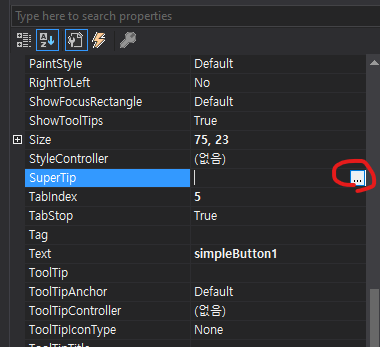 Type here to search properties
PaintStyle Default
RightToLeft No
ShowFocusRectangle Default
ShowToolTips True
Size 75, 23
StyleController (없음)
SuperTip ...
TabIndex 5
TabStop True
Tag
Text simpleButton1
ToolTip
ToolTipAnchor Default
ToolTipController (없음)
ToolTipIconType None
ToolTipTitle